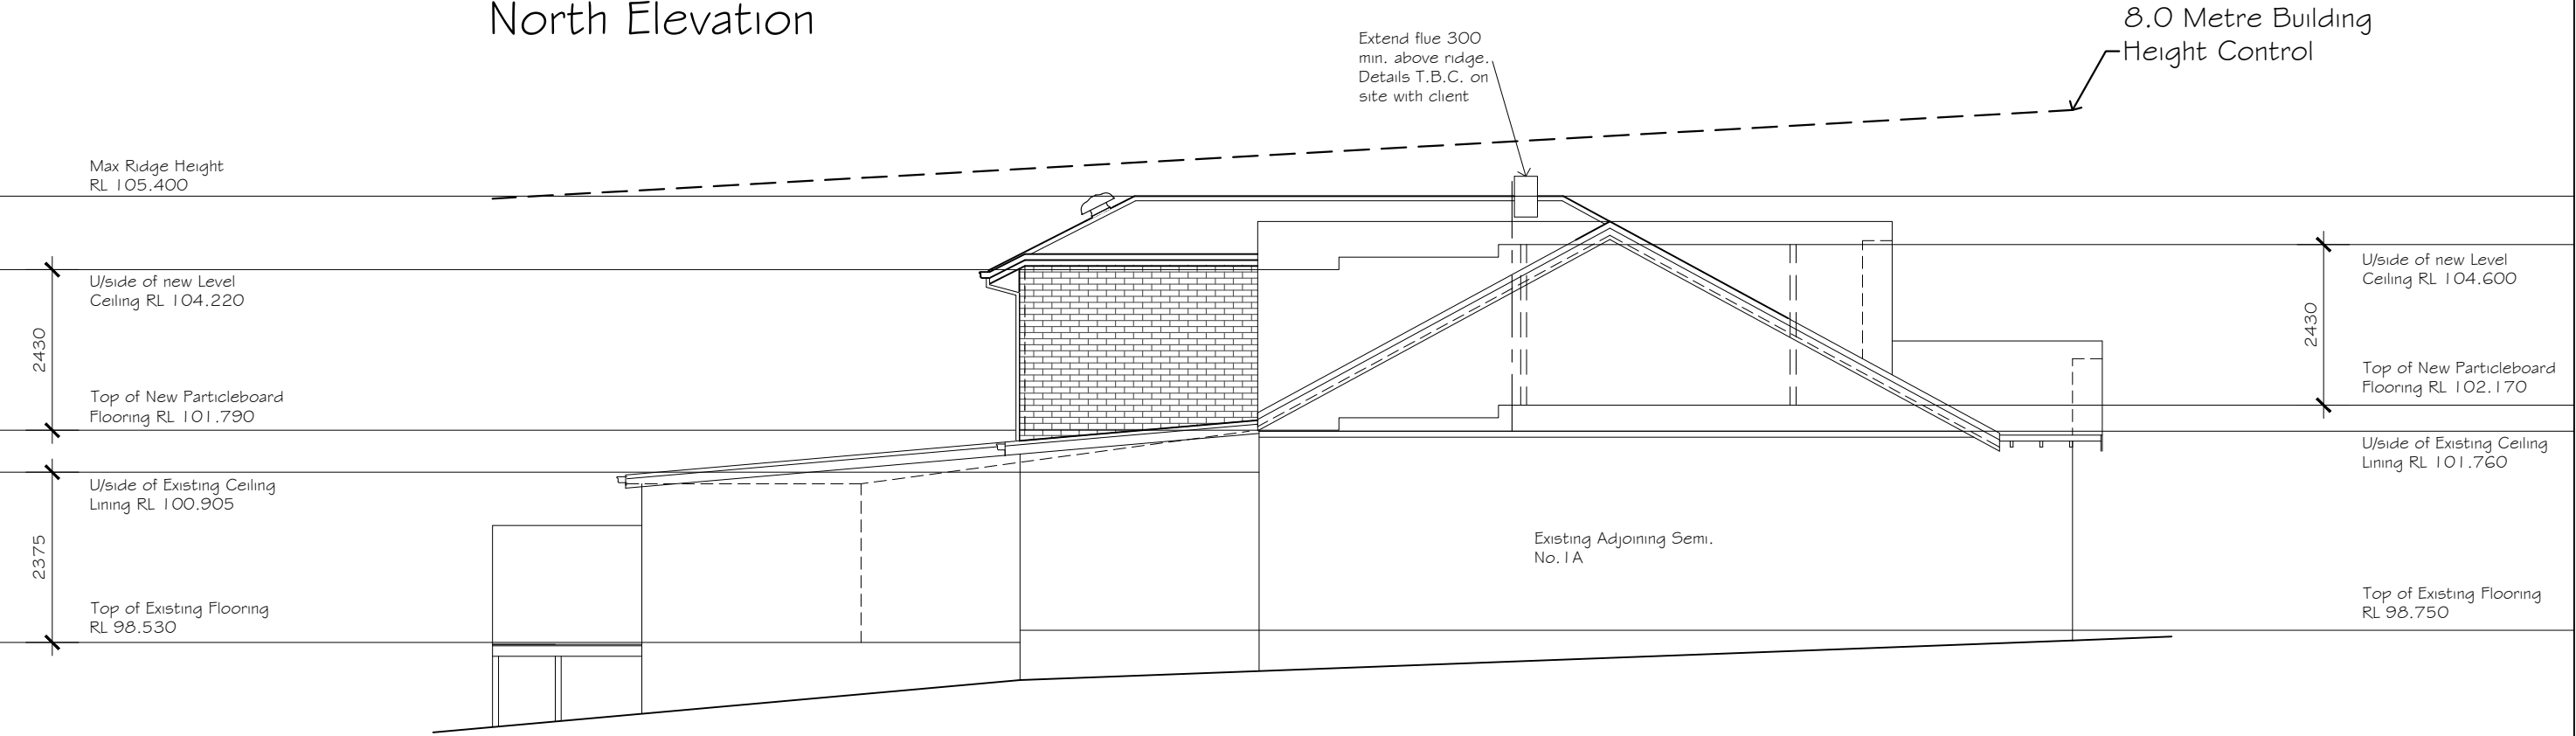 North Elevation
8.0 Metre Building
Height Control
Extend flue 300
min. above ridge.
Details T.B.C. on
site with client
Max Ridge Height
RL 105.400
U/side of new Level
Ceiling RL 104.220
2430
Top of New Particleboard
Flooring RL 101.790
U/side of Existing Ceiling
Lining RL 100.905
2375
Top of Existing Flooring
RL 98.530
Existing Adjoining Semi.
No.1A
U/side of new Level
Ceiling RL 104.600
2430
Top of New Particleboard
Flooring RL 102.170
U/side of Existing Ceiling
Lining RL 101.760
Top of Existing Flooring
RL 98.750